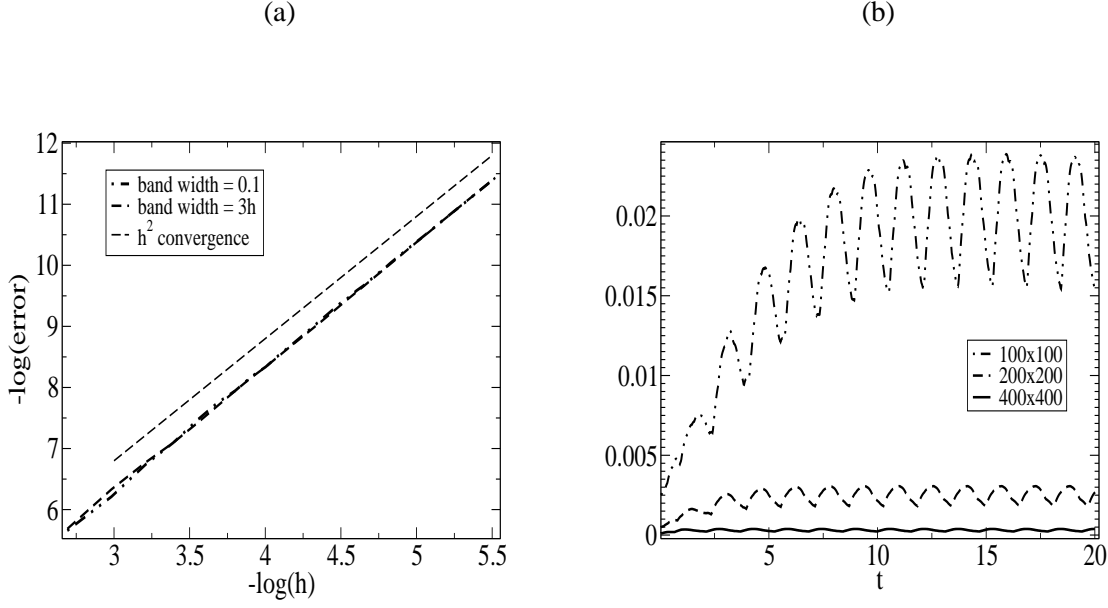 (a)
(b)
12
11
10
9
8
7
6
-log(error)
band width = 0.1
band width = 3h
h² convergence
3
3.5
4
4.5
5
5.5
-log(h)
0.02
0.015
0.01
0.005
0
100x100
200x200
400x400
5
10
15
20
t